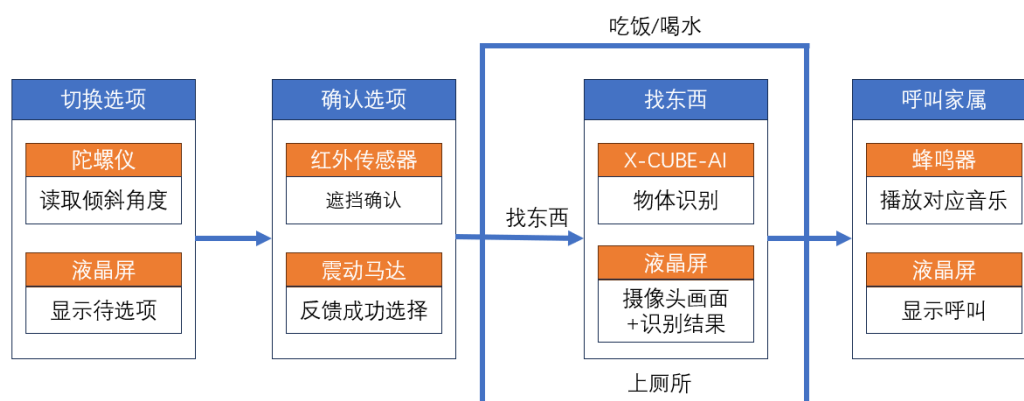 吃饭/喝水
切换选项
陀螺仪
读取倾斜角度
液晶屏
显示待选项
确认选项
红外传感器
遮挡确认
震动马达
反馈成功选择
找东西
找东西
X-CUBE-AI
物体识别
液晶屏
摄像头画面
+识别结果
上厕所
呼叫家属
蜂鸣器
播放对应音乐
液晶屏
显示呼叫